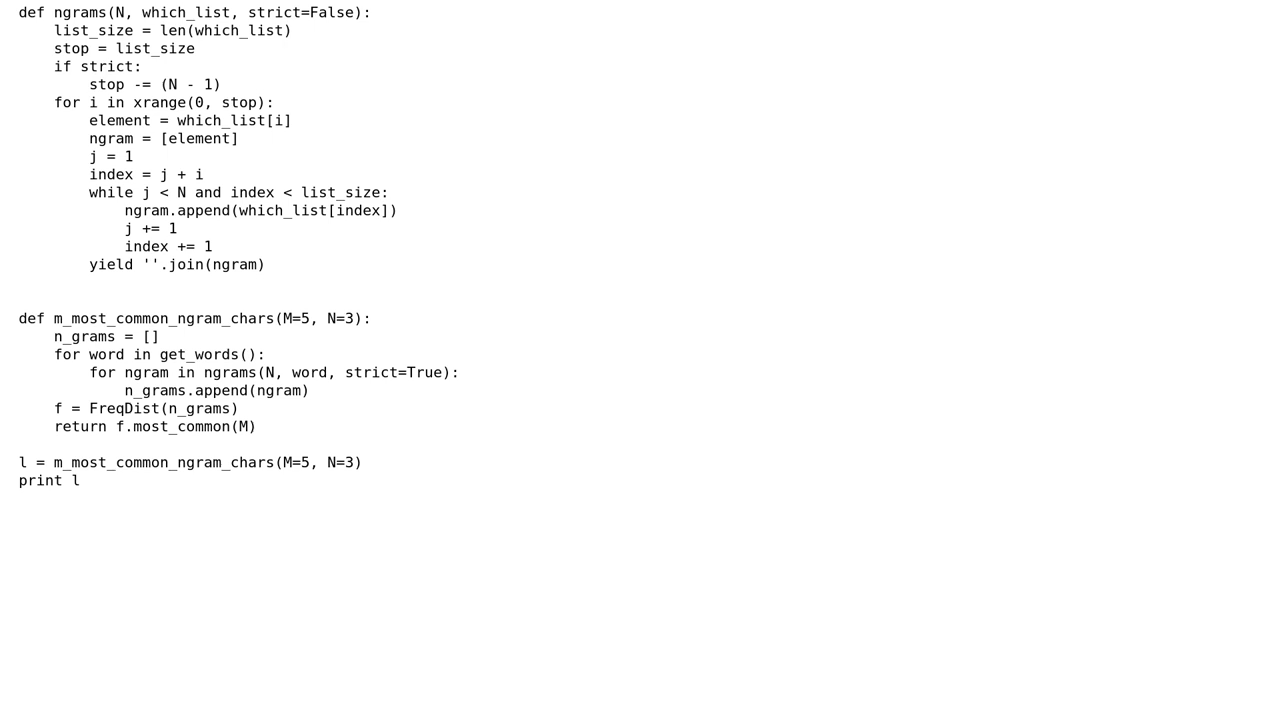 def ngrams(N, which_list, strict=False):
    list_size = len(which_list)
    stop = list_size
    if strict:
        stop -= (N - 1)
    for i in xrange(0, stop):
        element = which_list[i]
        ngram = [element]
        j = 1
        index = j + i
        while j < N and index < list_size:
            ngram.append(which_list[index])
            j += 1
            index += 1
        yield ''.join(ngram)


def m_most_common_ngram_chars(M=5, N=3):
    n_grams = []
    for word in get_words():
        for ngram in ngrams(N, word, strict=True):
            n_grams.append(ngram)
    f = FreqDist(n_grams)
    return f.most_common(M)

l = m_most_common_ngram_chars(M=5, N=3)
print l